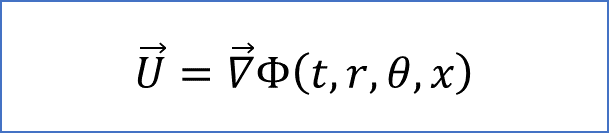 U⃗ = ∇⃗Φ(t, r, θ, x)